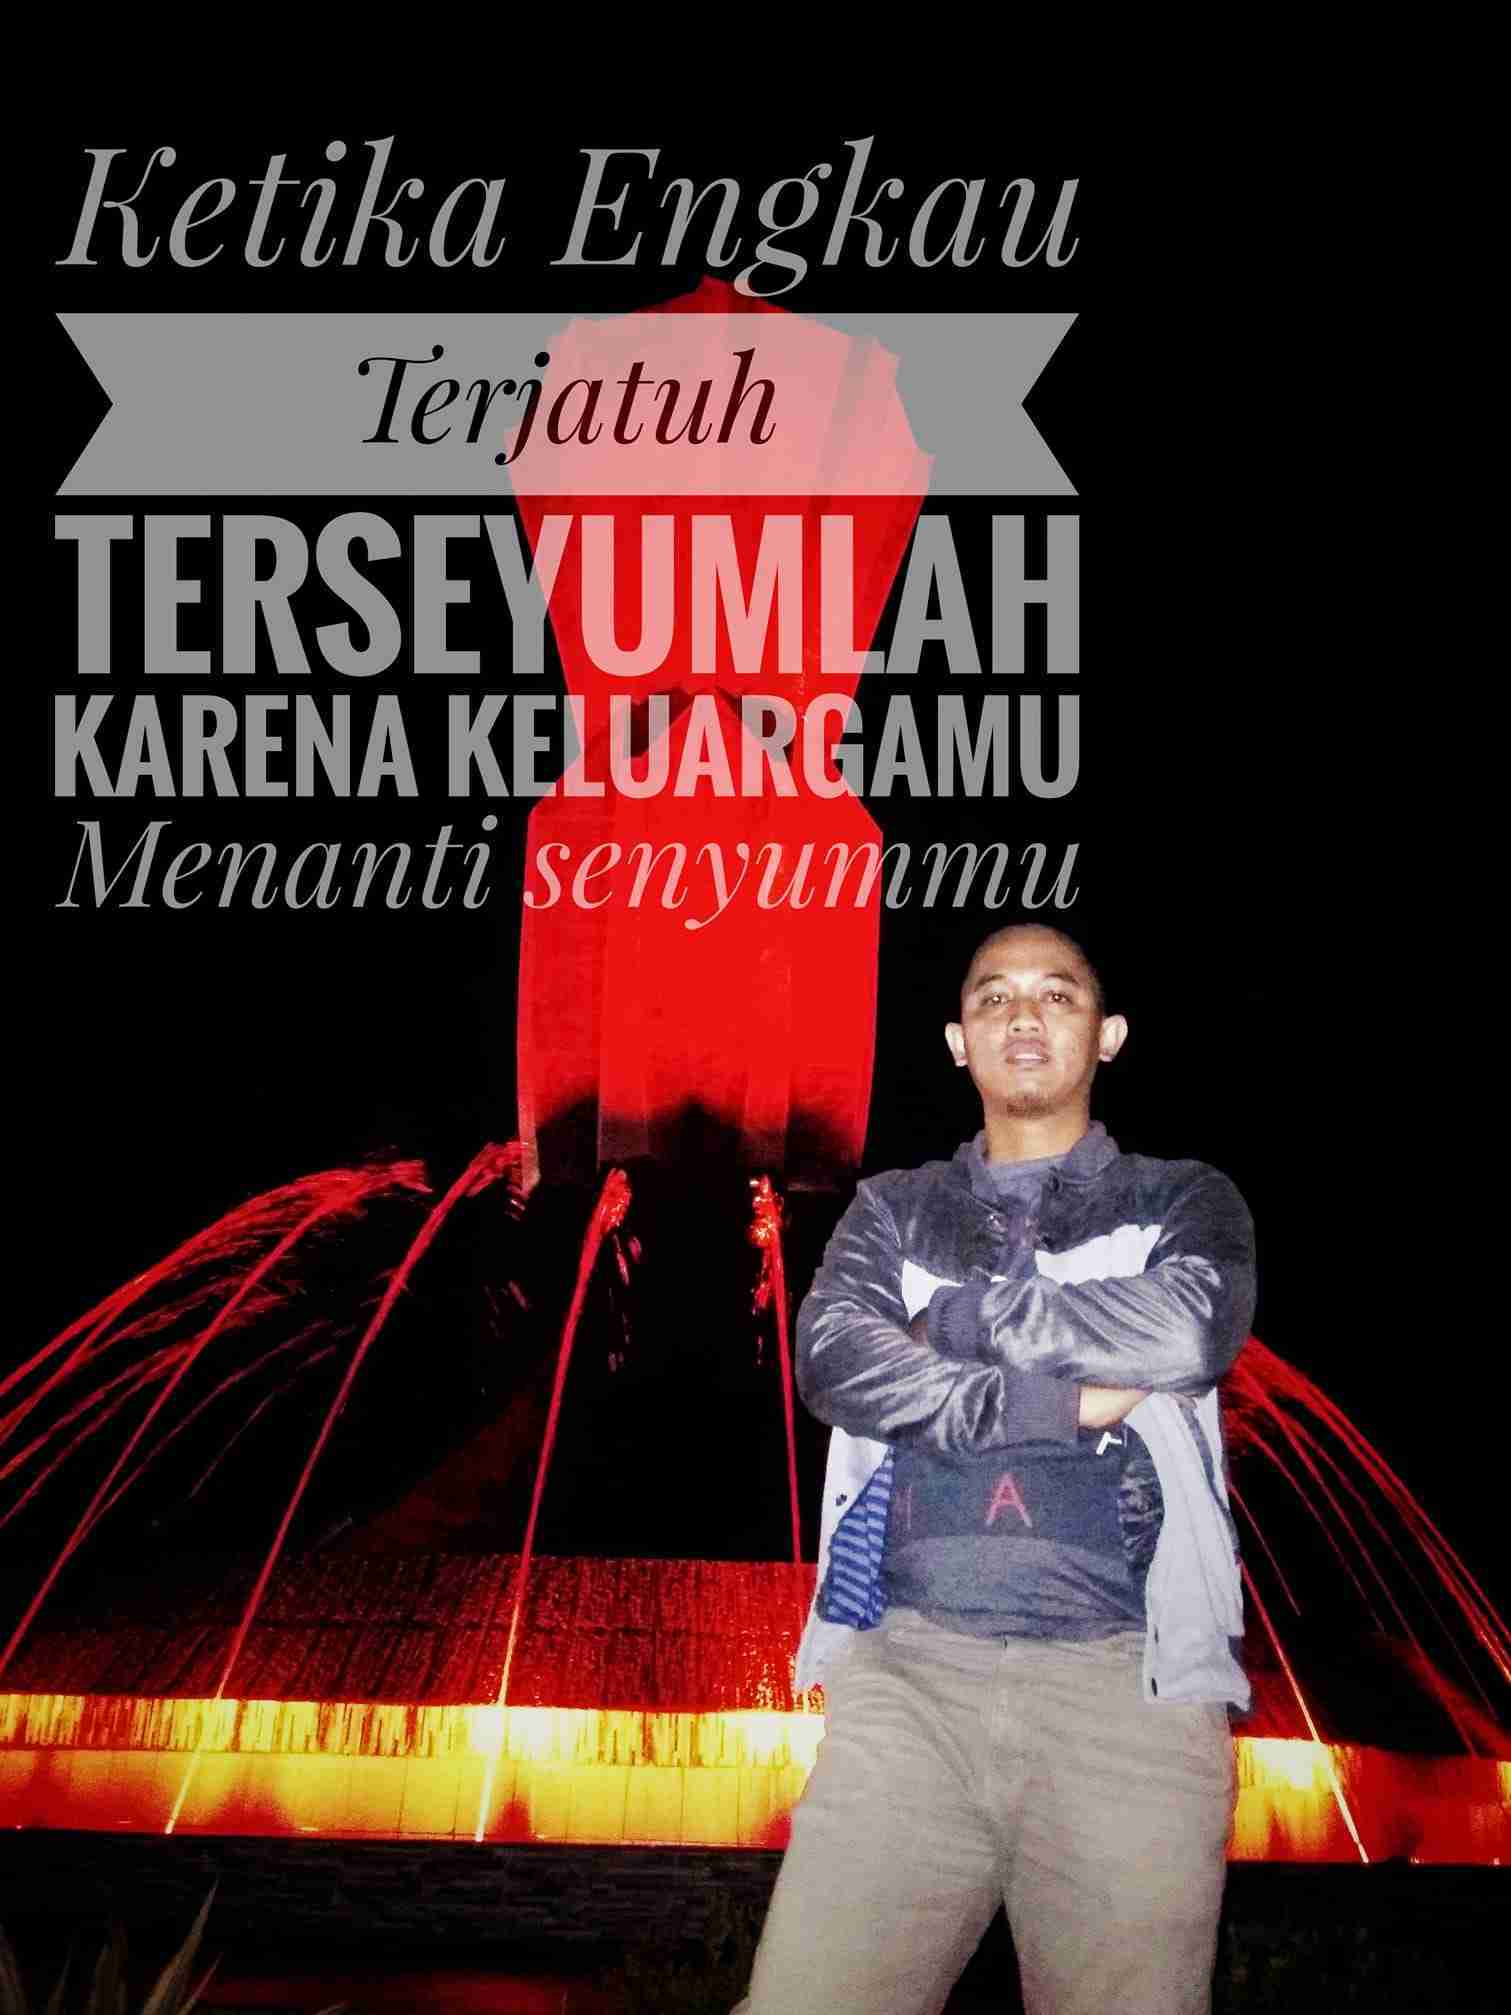 Ketika Engkau
Terjatuh
TERSEYUMLAH
KARENA KELUARGAMU
Menanti senyummu
A